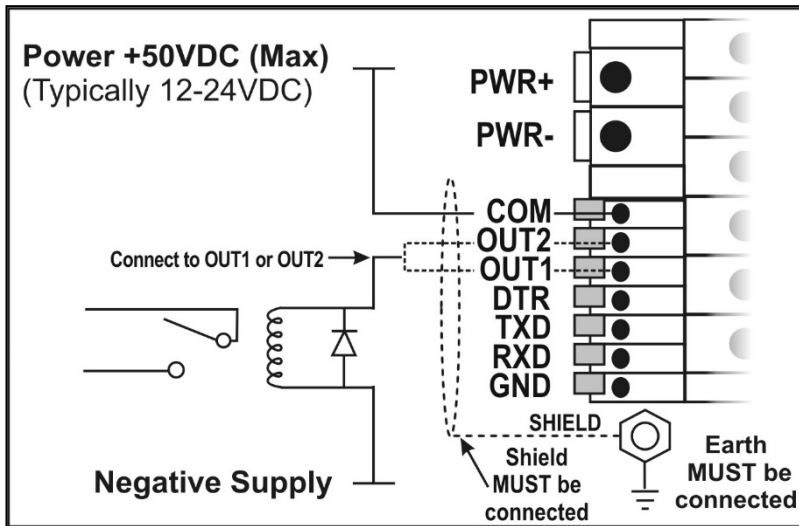 Power +50VDC (Max)
(Typically 12-24VDC)
PWR+
PWR-
COM
OUT2
Connect to OUT1 or OUT2
OUT1
DTR
TXD
RXD
GND
SHIELD
Shield
MUST be
connected
Earth
MUST be
connected
Negative Supply